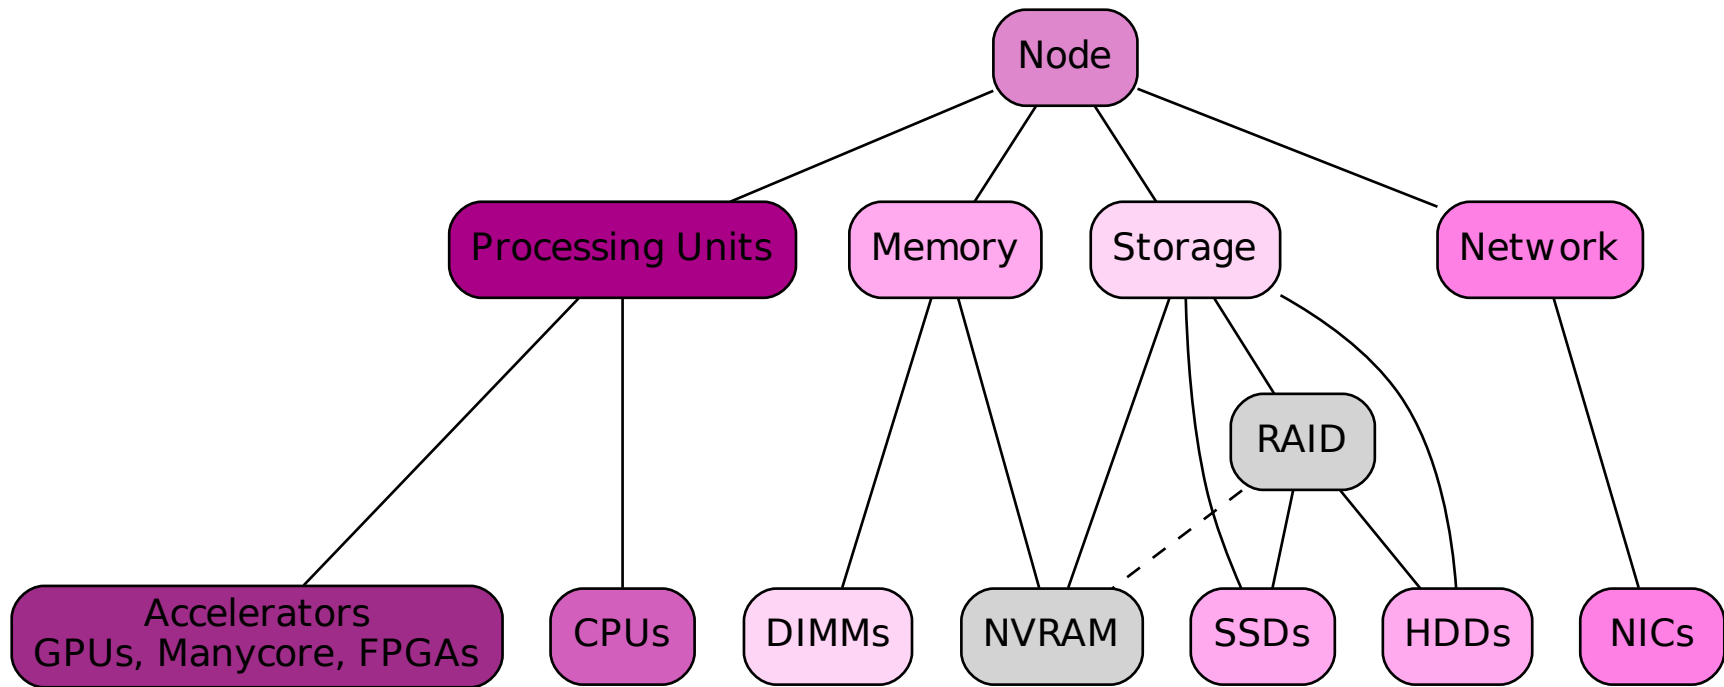 Node
Processing Units
Memory
Storage
Network
RAID
Accelerators
GPUs, Manycore, FPGAs
CPUs
DIMMs
NVRAM
SSDs
HDDs
NICs